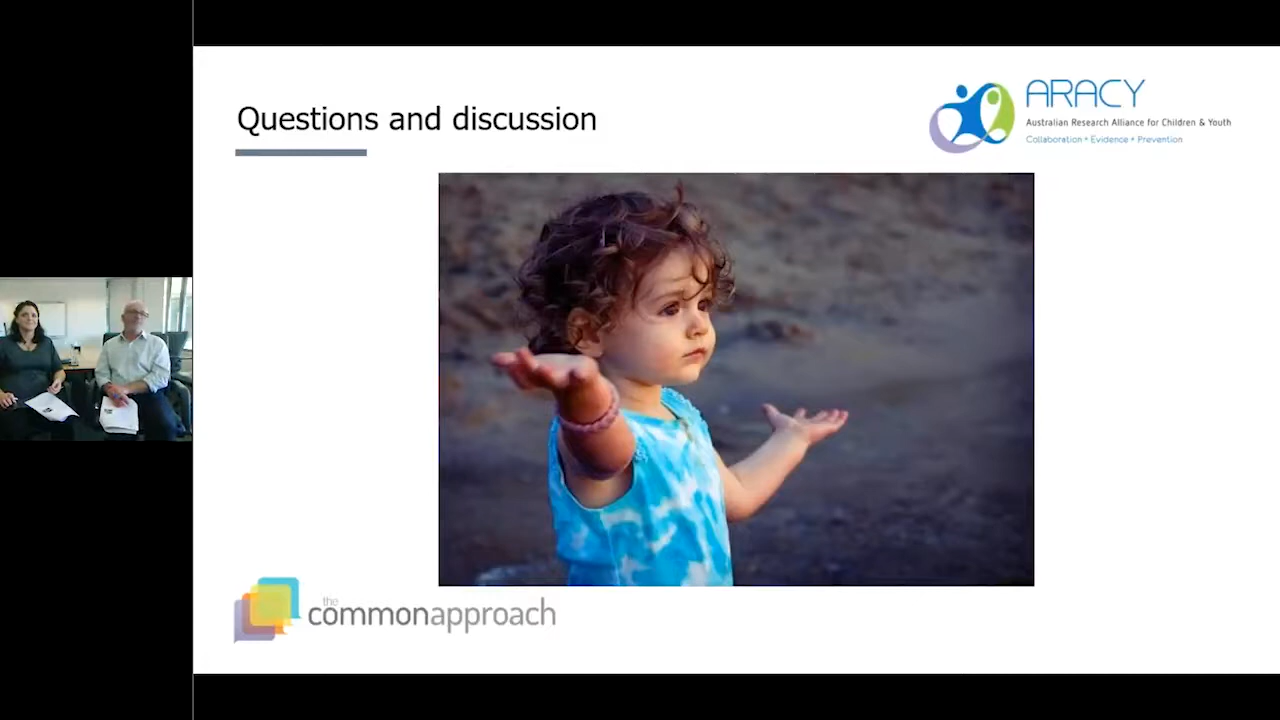 Questions and discussion
ARACY
Australian Research Alliance for Children & Youth
Collaboration • Evidence • Prevention
the
commonapproach